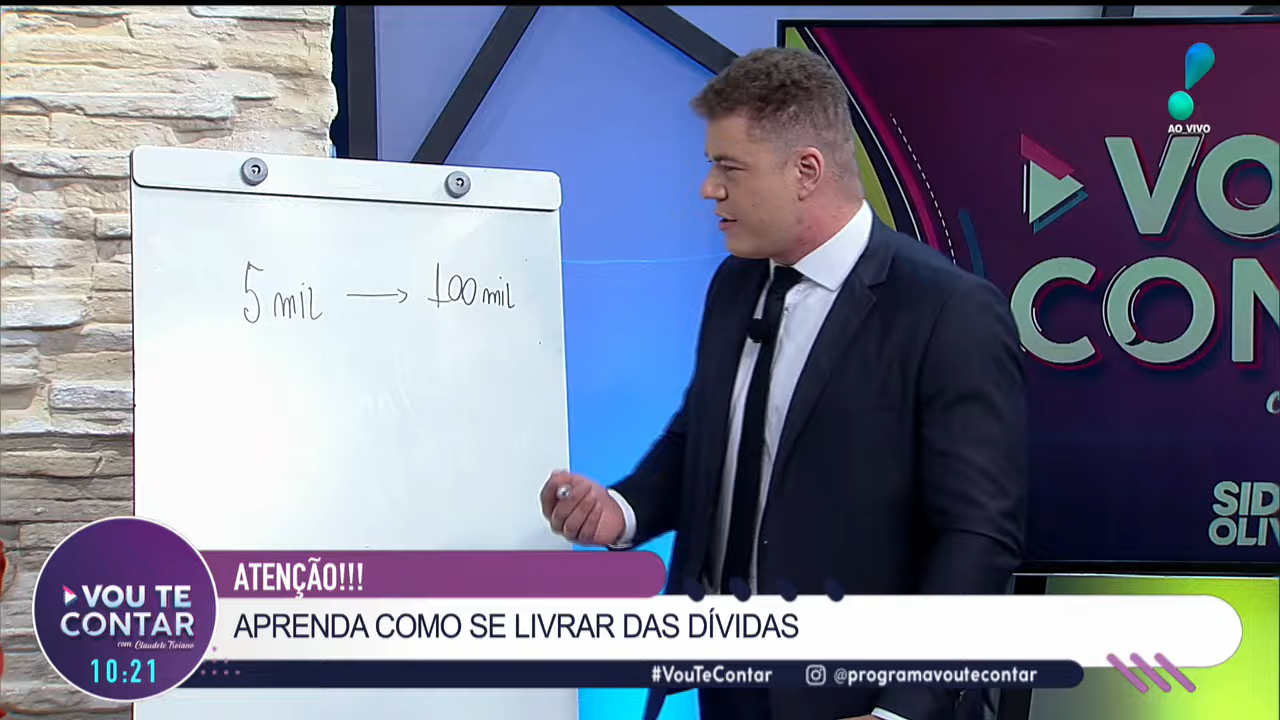 AO VIVO
VO
CON
5 mil → 100 mil
SID
OLIV
ATENÇÃO!!!
APRENDA COMO SE LIVRAR DAS DÍVIDAS
VOU TE
CONTAR
com Claudete Troiano
10:21
#VouTeContar @programavoutecontar